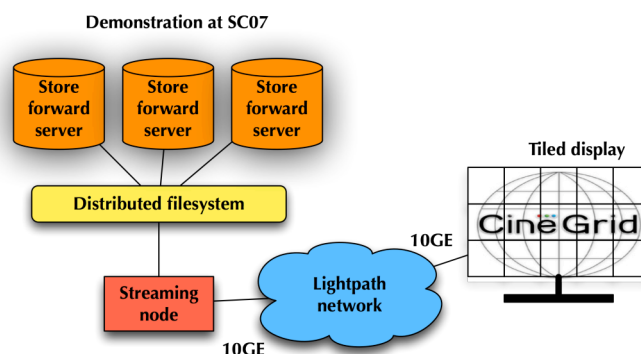 Demonstration at SC07
Store
forward
server
Store
forward
server
Store
forward
server
Tiled display
Distributed filesystem
CineGrid
10GE
Lightpath
network
Streaming
node
10GE